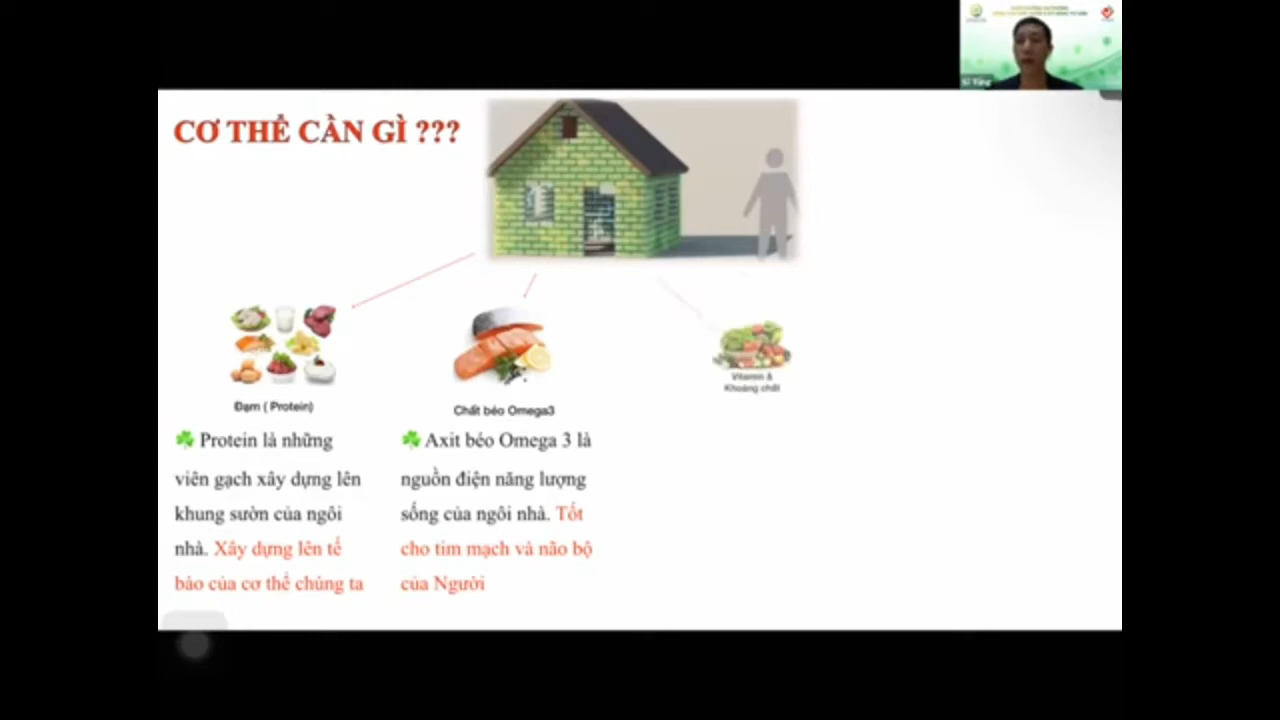 CƠ THỂ CẦN GÌ ???
Đạm ( Protein)
Chất béo Omega3
Vitamin &
Khoáng chất
Protein là những
viên gạch xây dựng lên
khung sườn của ngôi
nhà. Xây dựng lên tế
bào của cơ thể chúng ta
Axit béo Omega 3 là
nguồn điện năng lượng
sống của ngôi nhà. Tốt
cho tim mạch và não bộ
của Người